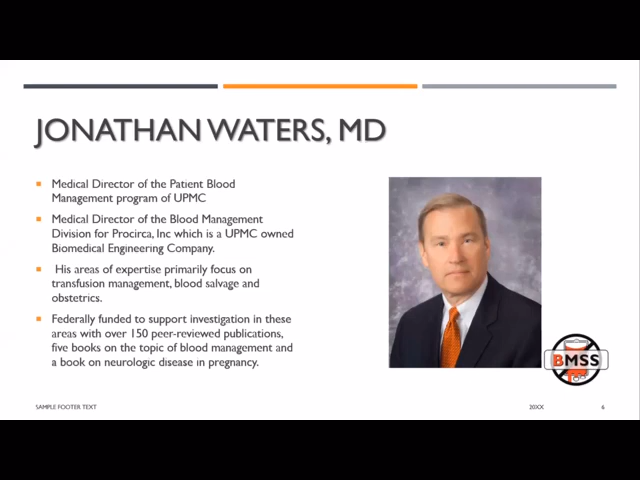 JONATHAN WATERS, MD
Medical Director of the Patient Blood
Management program of UPMC
Medical Director of the Blood Management
Division for Procirca, Inc which is a UPMC owned
Biomedical Engineering Company.
His areas of expertise primarily focus on
transfusion management, blood salvage and
obstetrics.
Federally funded to support investigation in these
areas with over 150 peer-reviewed publications,
five books on the topic of blood management and
a book on neurologic disease in pregnancy.
BMSS
SAMPLE FOOTER TEXT
20XX
6